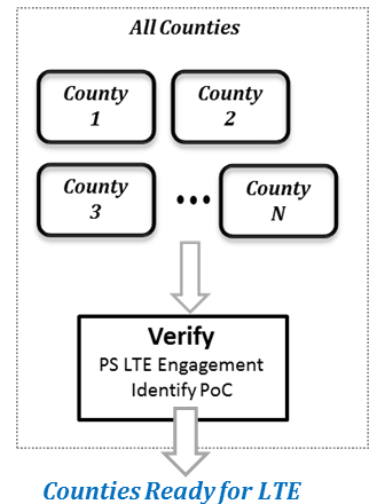 All Counties
County
1
County
2
County
3
•••
County
N
Verify
PS LTE Engagement
Identify PoC
Counties Ready for LTE